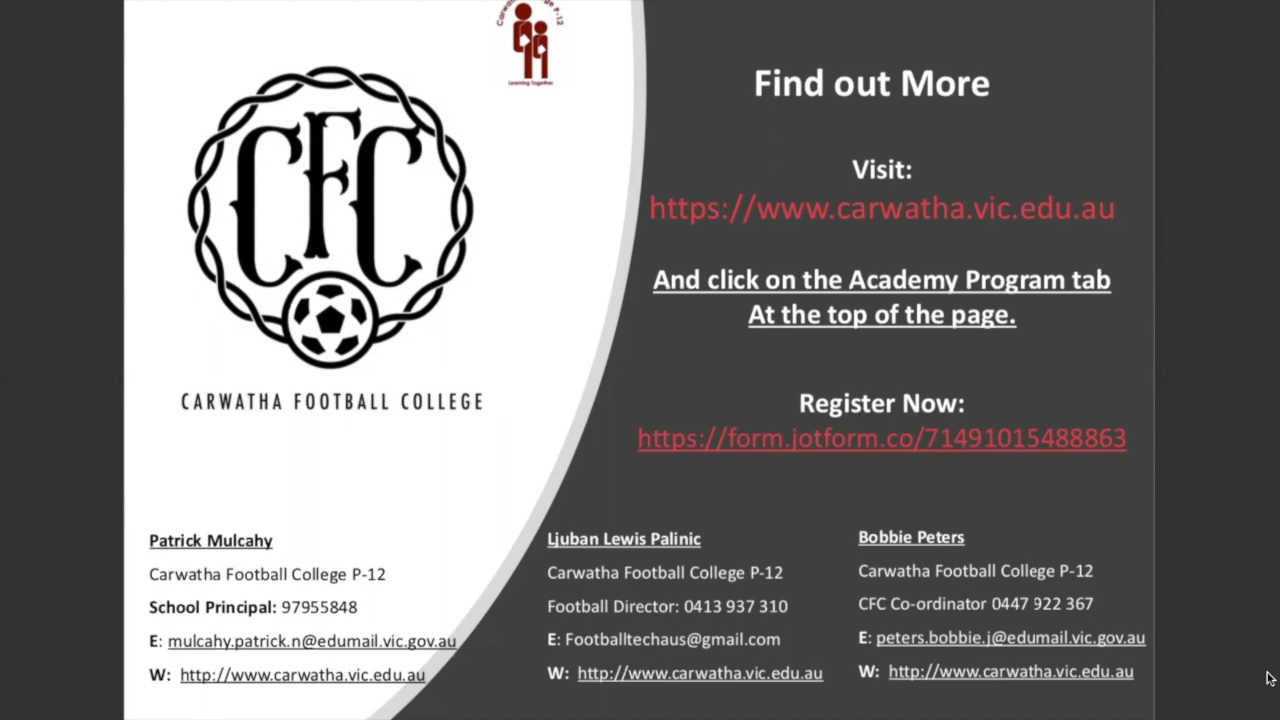 Learning Together
CFC
CARWATHA FOOTBALL COLLEGE
Find out More
Visit:
https://www.carwatha.vic.edu.au
And click on the Academy Program tab
At the top of the page.
Register Now:
https://form.jotform.co/71491015488863
Patrick Mulcahy
Carwatha Football College P-12
School Principal: 97955848
E: mulcahy.patrick.n@edumail.vic.gov.au
W: http://www.carwatha.vic.edu.au
Ljuban Lewis Palinic
Carwatha Football College P-12
Football Director: 0413 937 310
E: Footballtechaus@gmail.com
W: http://www.carwatha.vic.edu.au
Bobbie Peters
Carwatha Football College P-12
CFC Co-ordinator 0447 922 367
E: peters.bobbie.j@edumail.vic.gov.au
W: http://www.carwatha.vic.edu.au